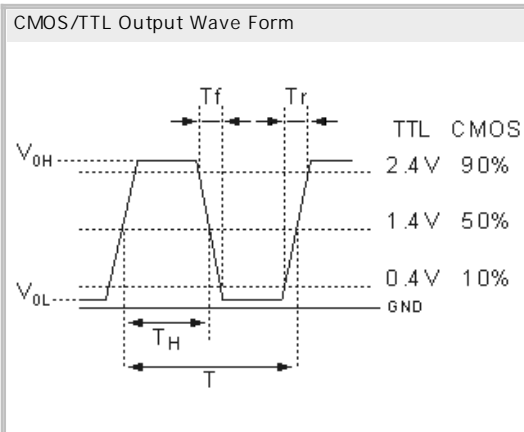 CMOS/TTL Output Wave Form
Tf Tr
TTL CMOS
V0H
2.4V 90%
1.4V 50%
0.4V 10%
V0L
GND
TH
T